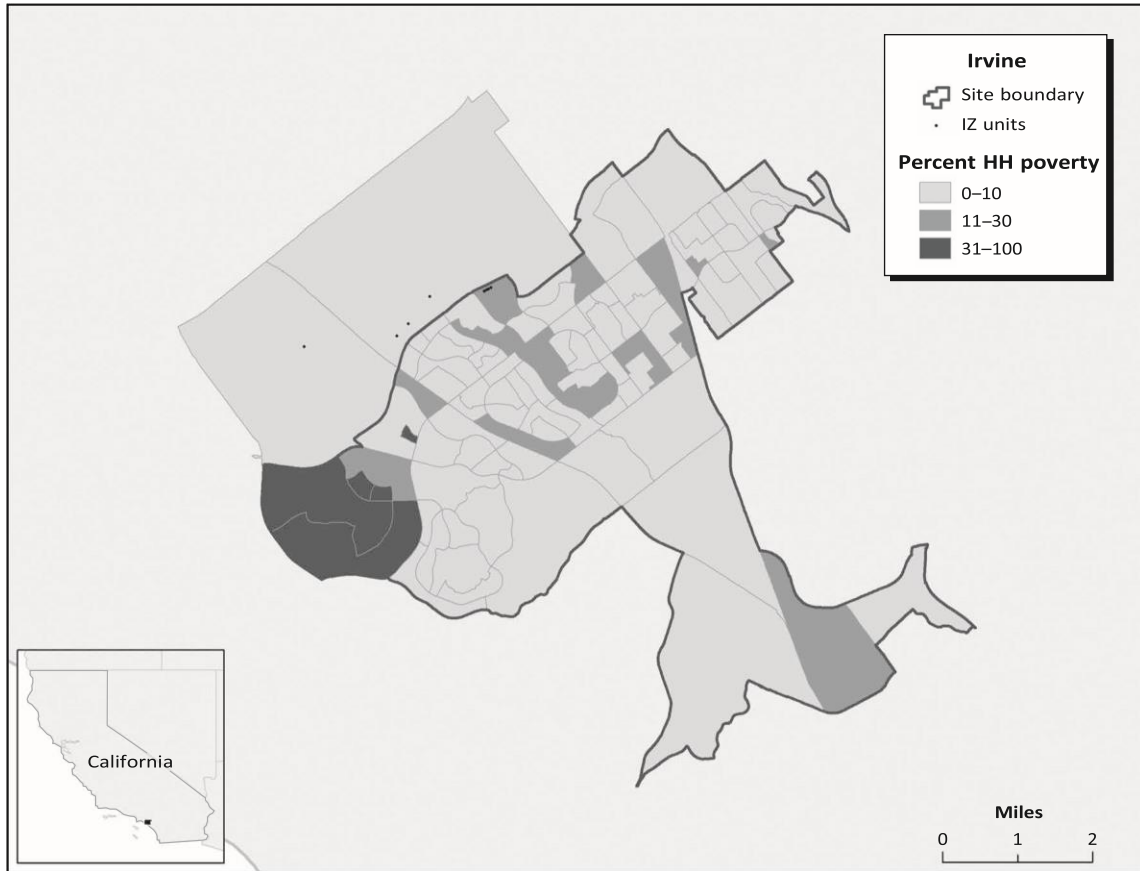 Irvine
Site boundary
IZ units
Percent HH poverty
0–10
11–30
31–100
California
Miles
0 1 2